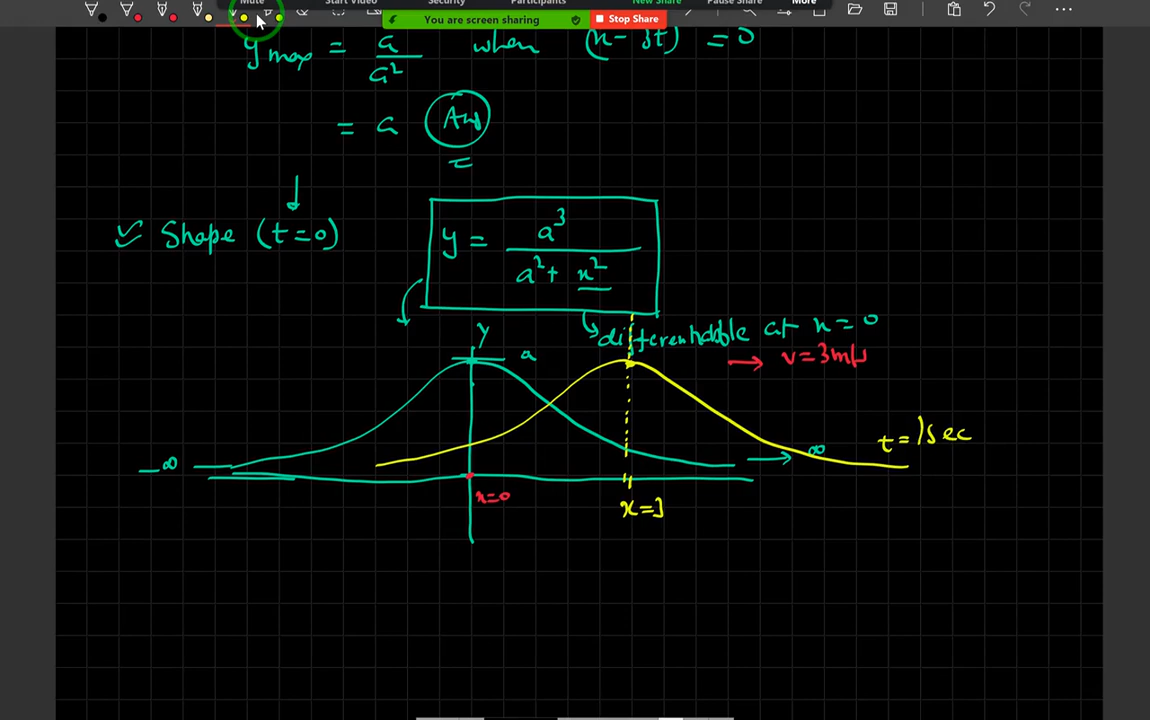 Mute Start Video Security Participants New Share Pause Share More
You are screen sharing Stop Share
y max = a/a² when (x - 3t) = 0
= a Ans
Shape (t=0)
y = a³/(a² + x²)
differentiable at x = 0
y
a
→ v = 3m/s
t = 1sec
-∞
→ ∞
x=0
x=3